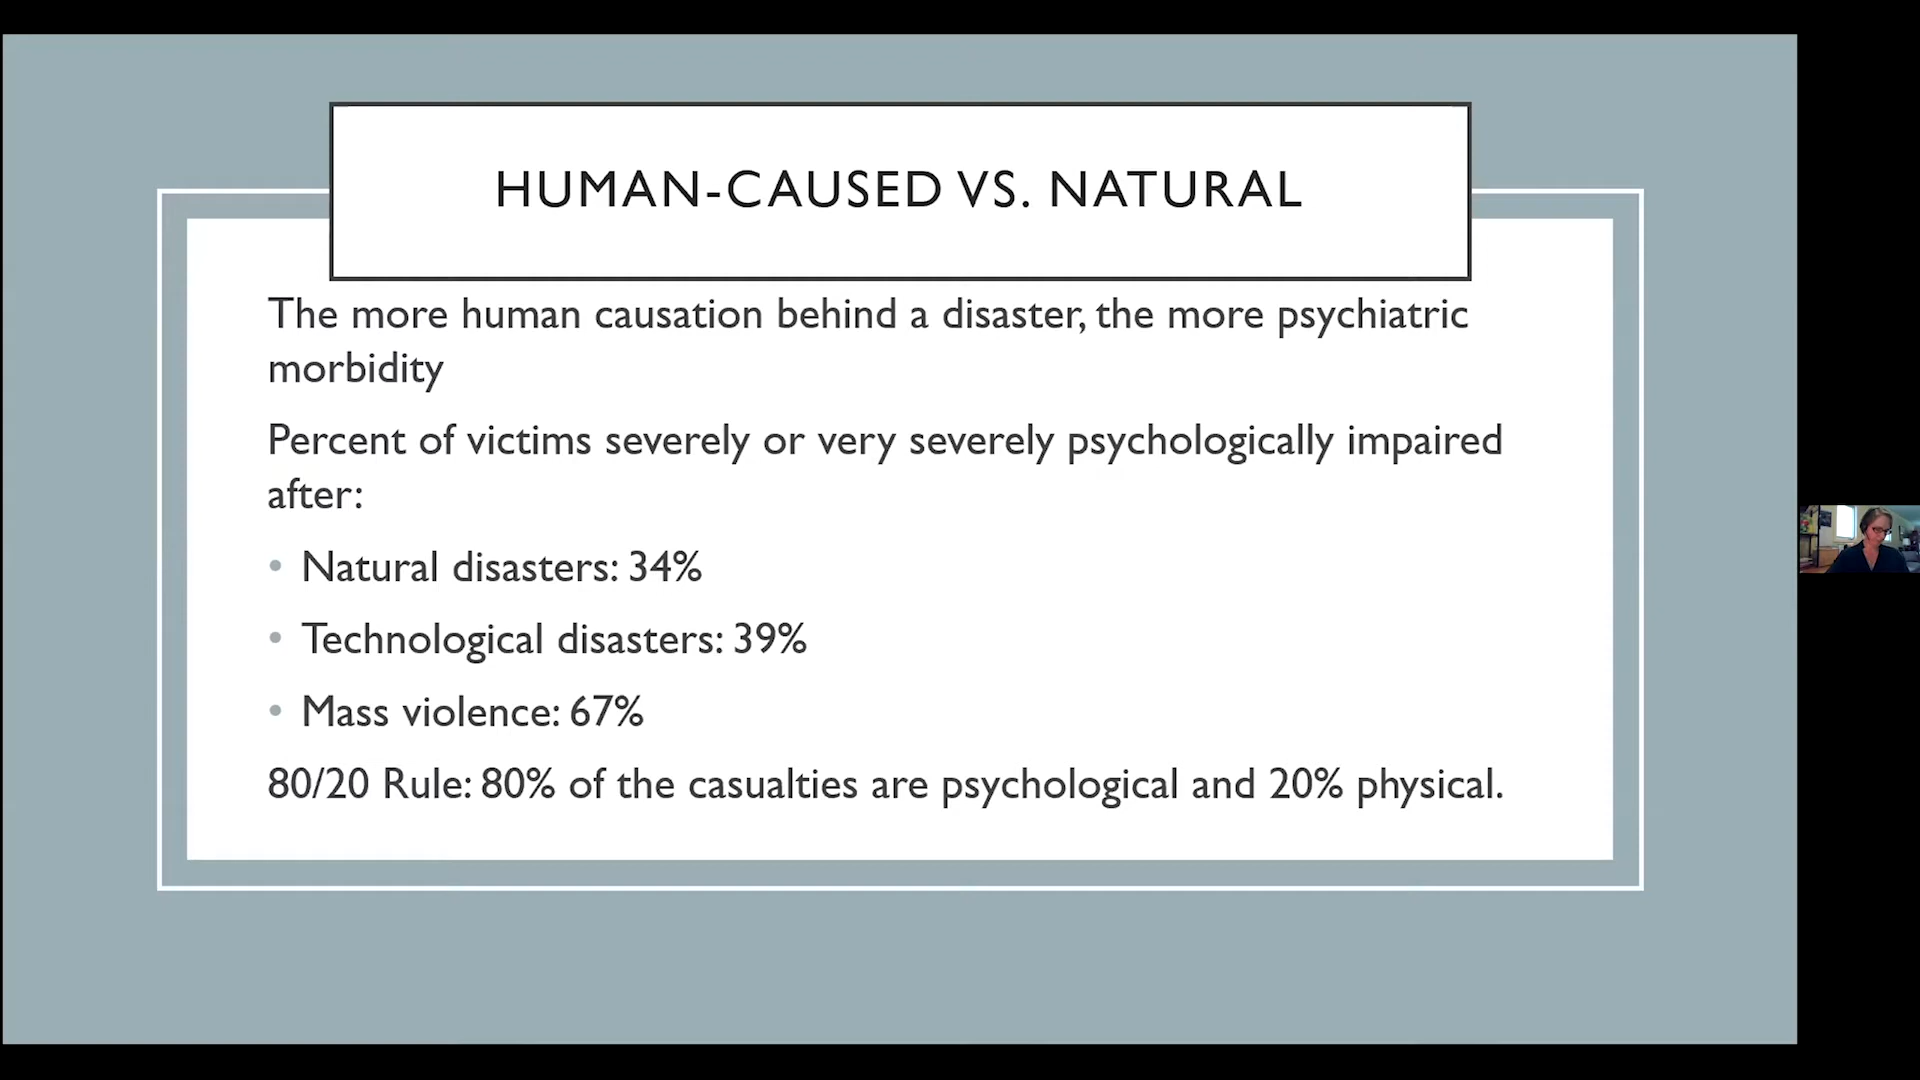 HUMAN-CAUSED VS. NATURAL
The more human causation behind a disaster, the more psychiatric
morbidity
Percent of victims severely or very severely psychologically impaired
after:
• Natural disasters: 34%
• Technological disasters: 39%
• Mass violence: 67%
80/20 Rule: 80% of the casualties are psychological and 20% physical.